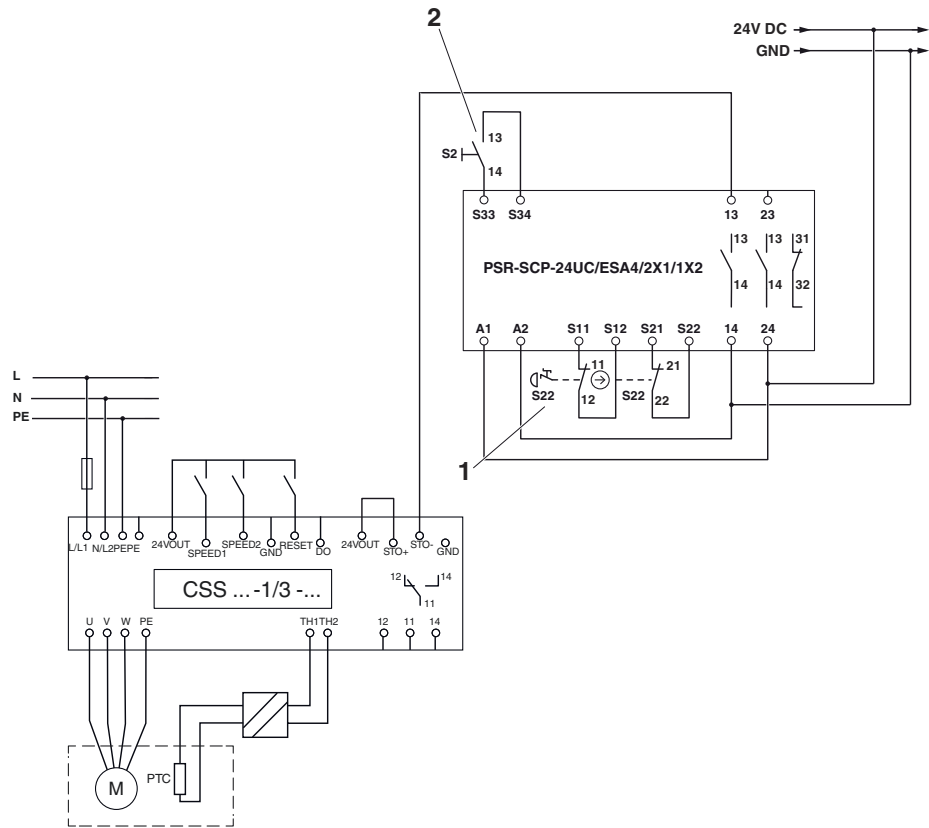 2
24V DC
GND
13
S2
14
S33 S34 13 23
PSR-SCP-24UC/ESA4/2X1/1X2
13 13 31
14 14 32
A1 A2 S11 S12 S21 S22 14 24
11 21
S22 12 S22 22
1
L
N
PE
L/L1 N/L2 PE PE 24VOUT SPEED1 SPEED2 GND RESET DO 24VOUT STO+ STO- GND
12 14
11
CSS ...-1/3 -...
U V W PE TH1 TH2 12 11 14
PTC
M